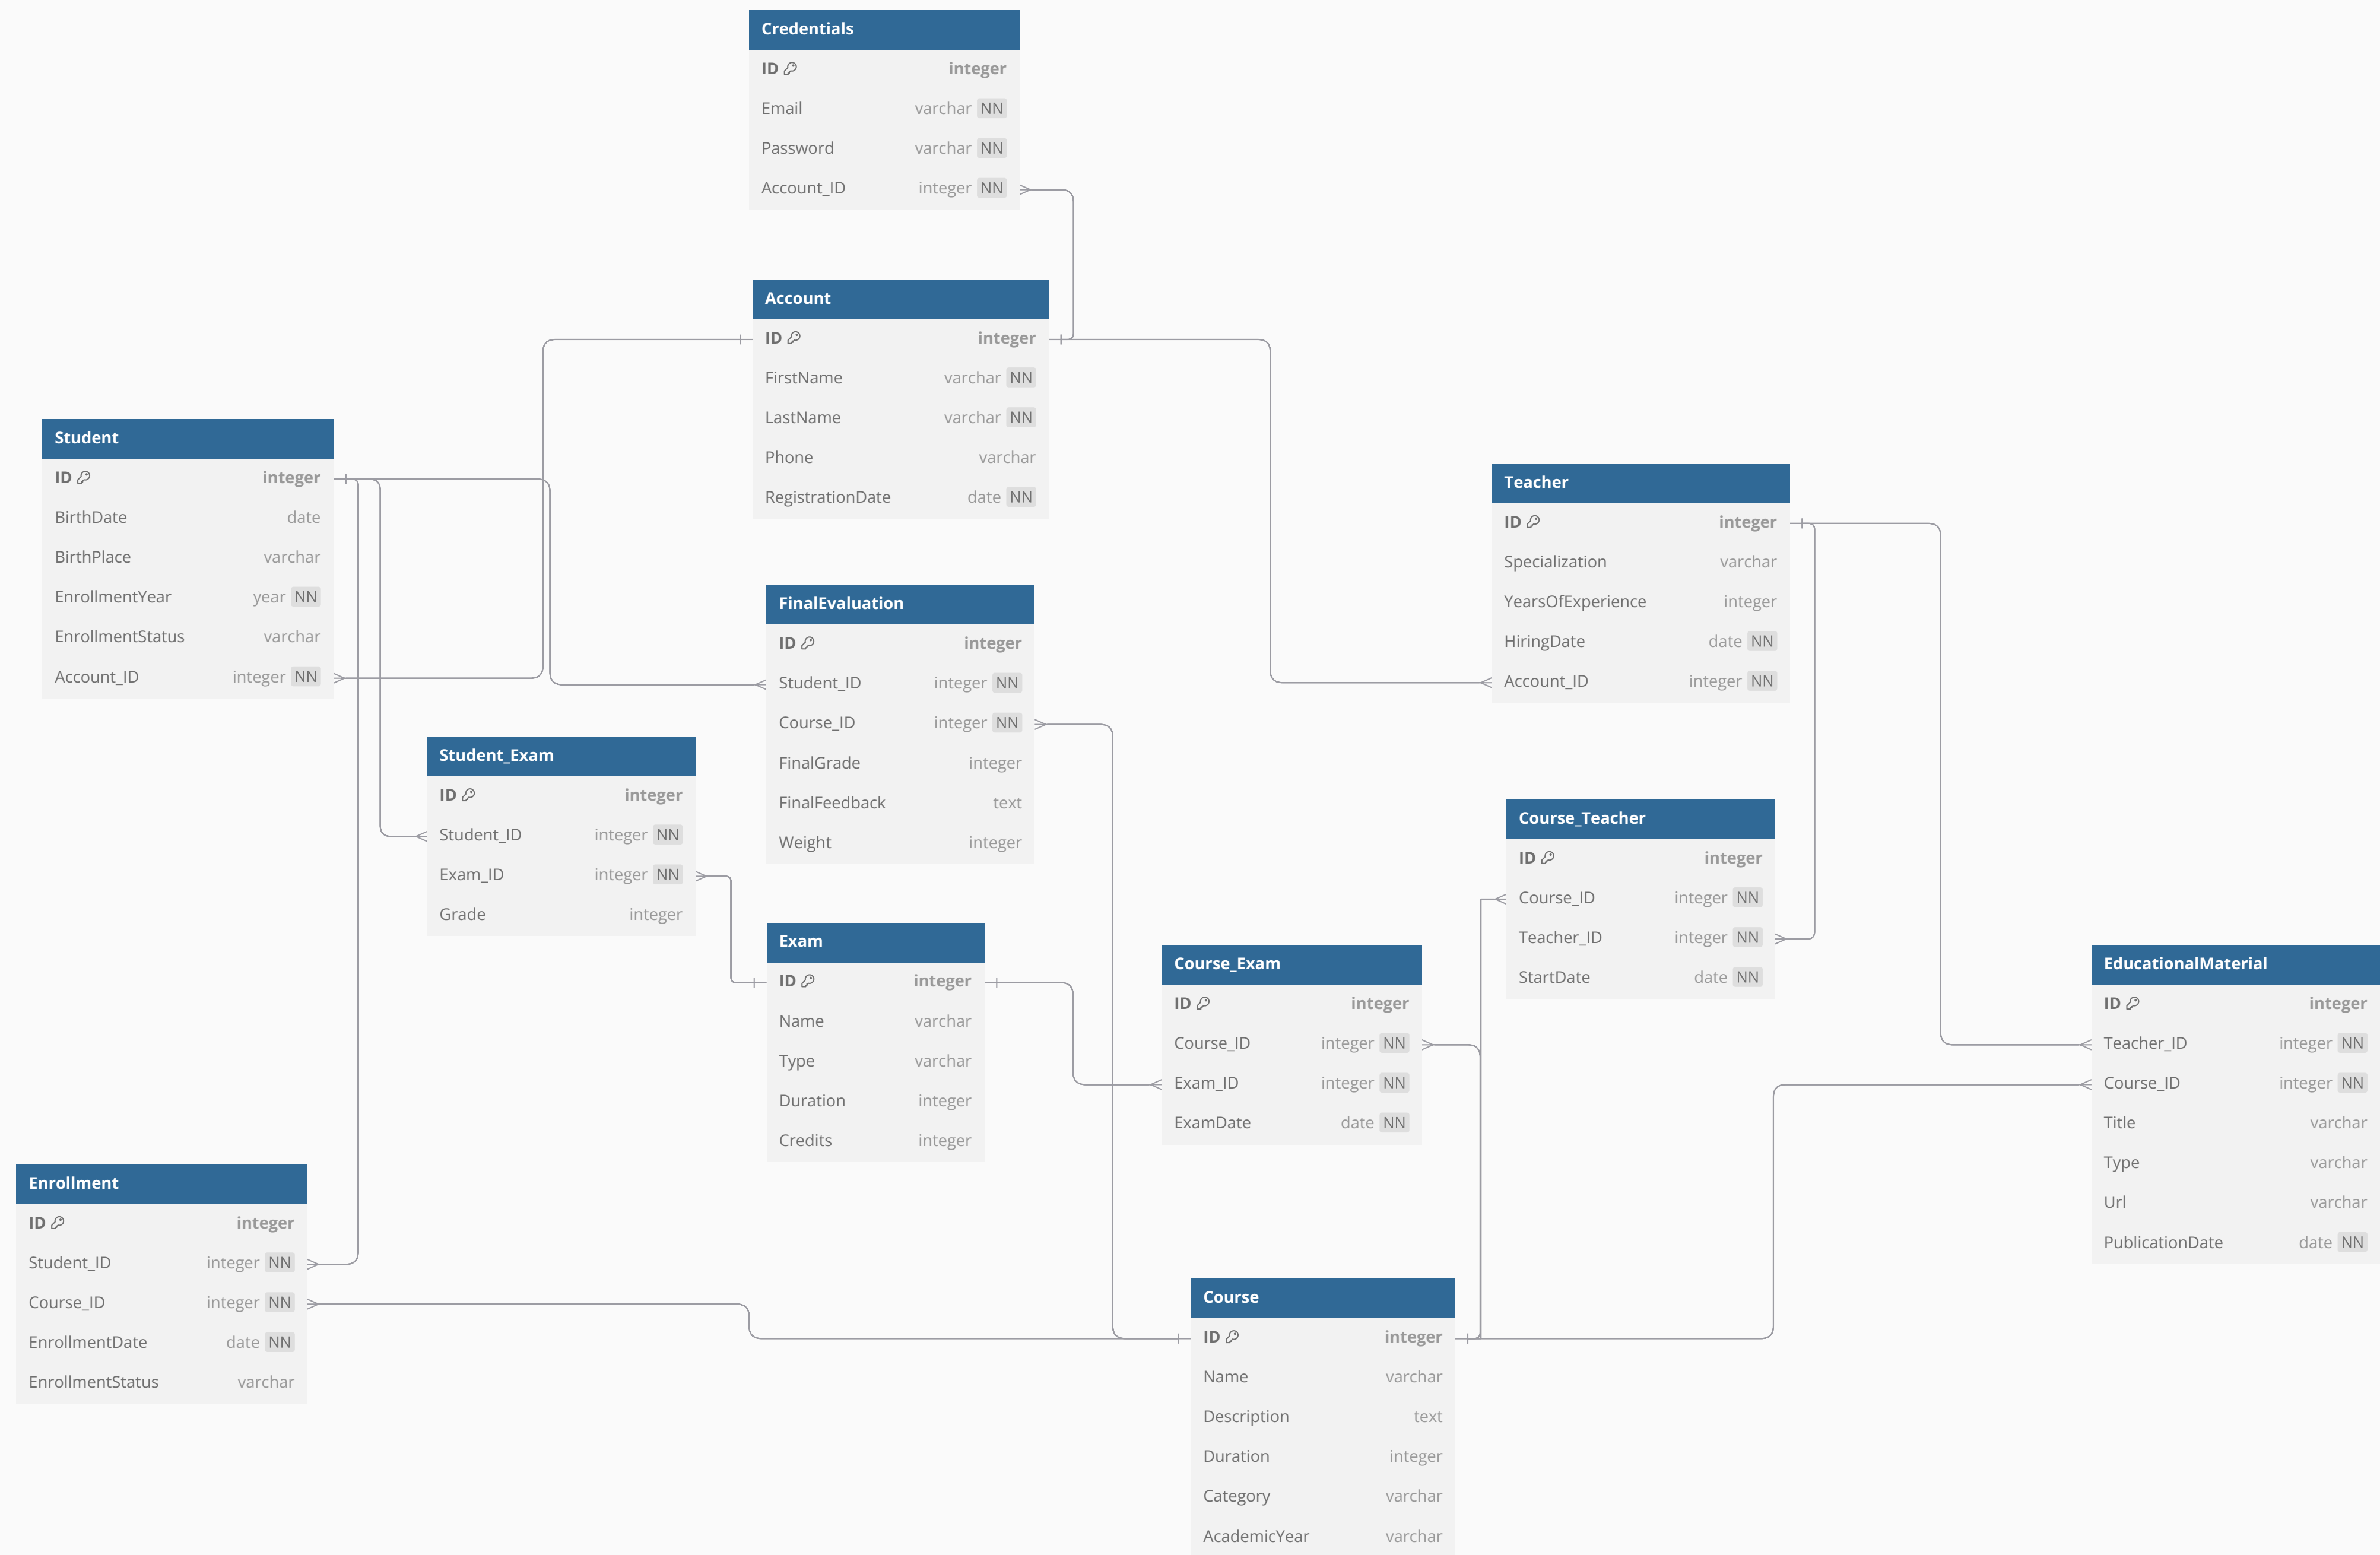 Credentials
ID integer
Email varchar NN
Password varchar NN
Account_ID integer NN
Account
ID integer
FirstName varchar NN
LastName varchar NN
Phone varchar
RegistrationDate date NN
Student
ID integer
BirthDate date
BirthPlace varchar
EnrollmentYear year NN
EnrollmentStatus varchar
Account_ID integer NN
Teacher
ID integer
Specialization varchar
YearsOfExperience integer
HiringDate date NN
Account_ID integer NN
FinalEvaluation
ID integer
Student_ID integer NN
Course_ID integer NN
FinalGrade integer
FinalFeedback text
Weight integer
Student_Exam
ID integer
Student_ID integer NN
Exam_ID integer NN
Grade integer
Course_Teacher
ID integer
Course_ID integer NN
Teacher_ID integer NN
StartDate date NN
Exam
ID integer
Name varchar
Type varchar
Duration integer
Credits integer
Course_Exam
ID integer
Course_ID integer NN
Exam_ID integer NN
ExamDate date NN
EducationalMaterial
ID integer
Teacher_ID integer NN
Course_ID integer NN
Title varchar
Type varchar
Url varchar
PublicationDate date NN
Enrollment
ID integer
Student_ID integer NN
Course_ID integer NN
EnrollmentDate date NN
EnrollmentStatus varchar
Course
ID integer
Name varchar
Description text
Duration integer
Category varchar
AcademicYear varchar